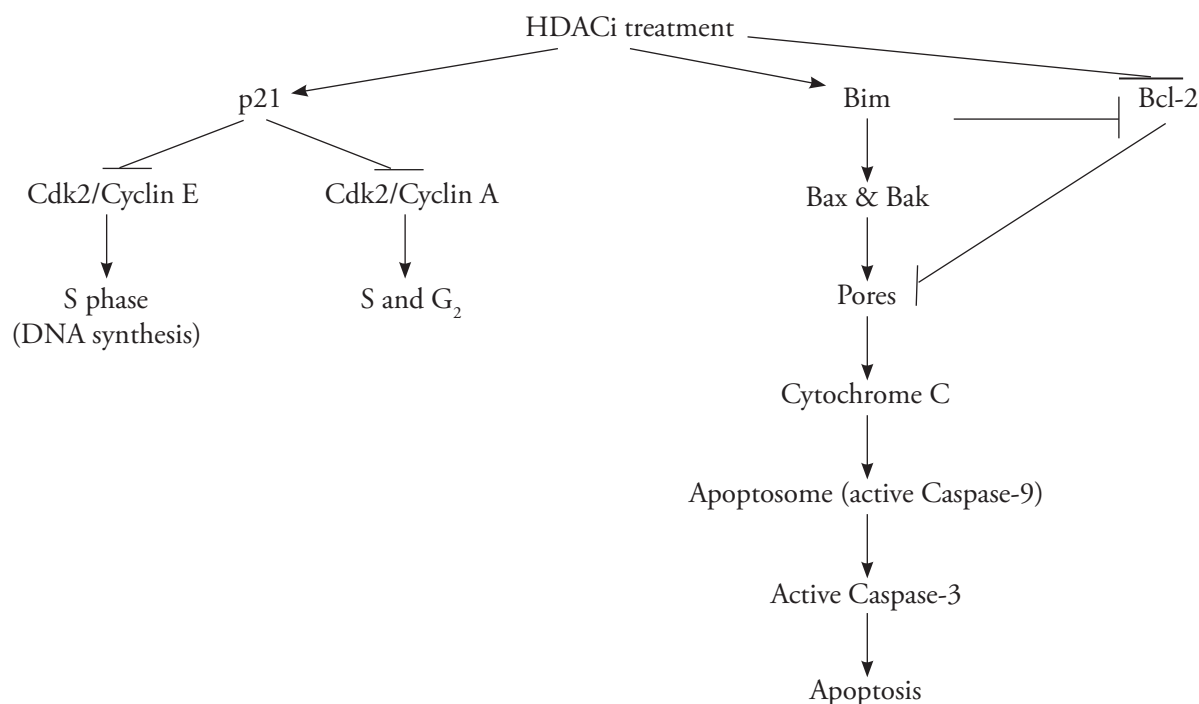 HDACi treatment
p21
Bim
Bcl-2
Cdk2/Cyclin E
Cdk2/Cyclin A
Bax & Bak
S phase
(DNA synthesis)
S and G₂
Pores
Cytochrome C
Apoptosome (active Caspase-9)
Active Caspase-3
Apoptosis